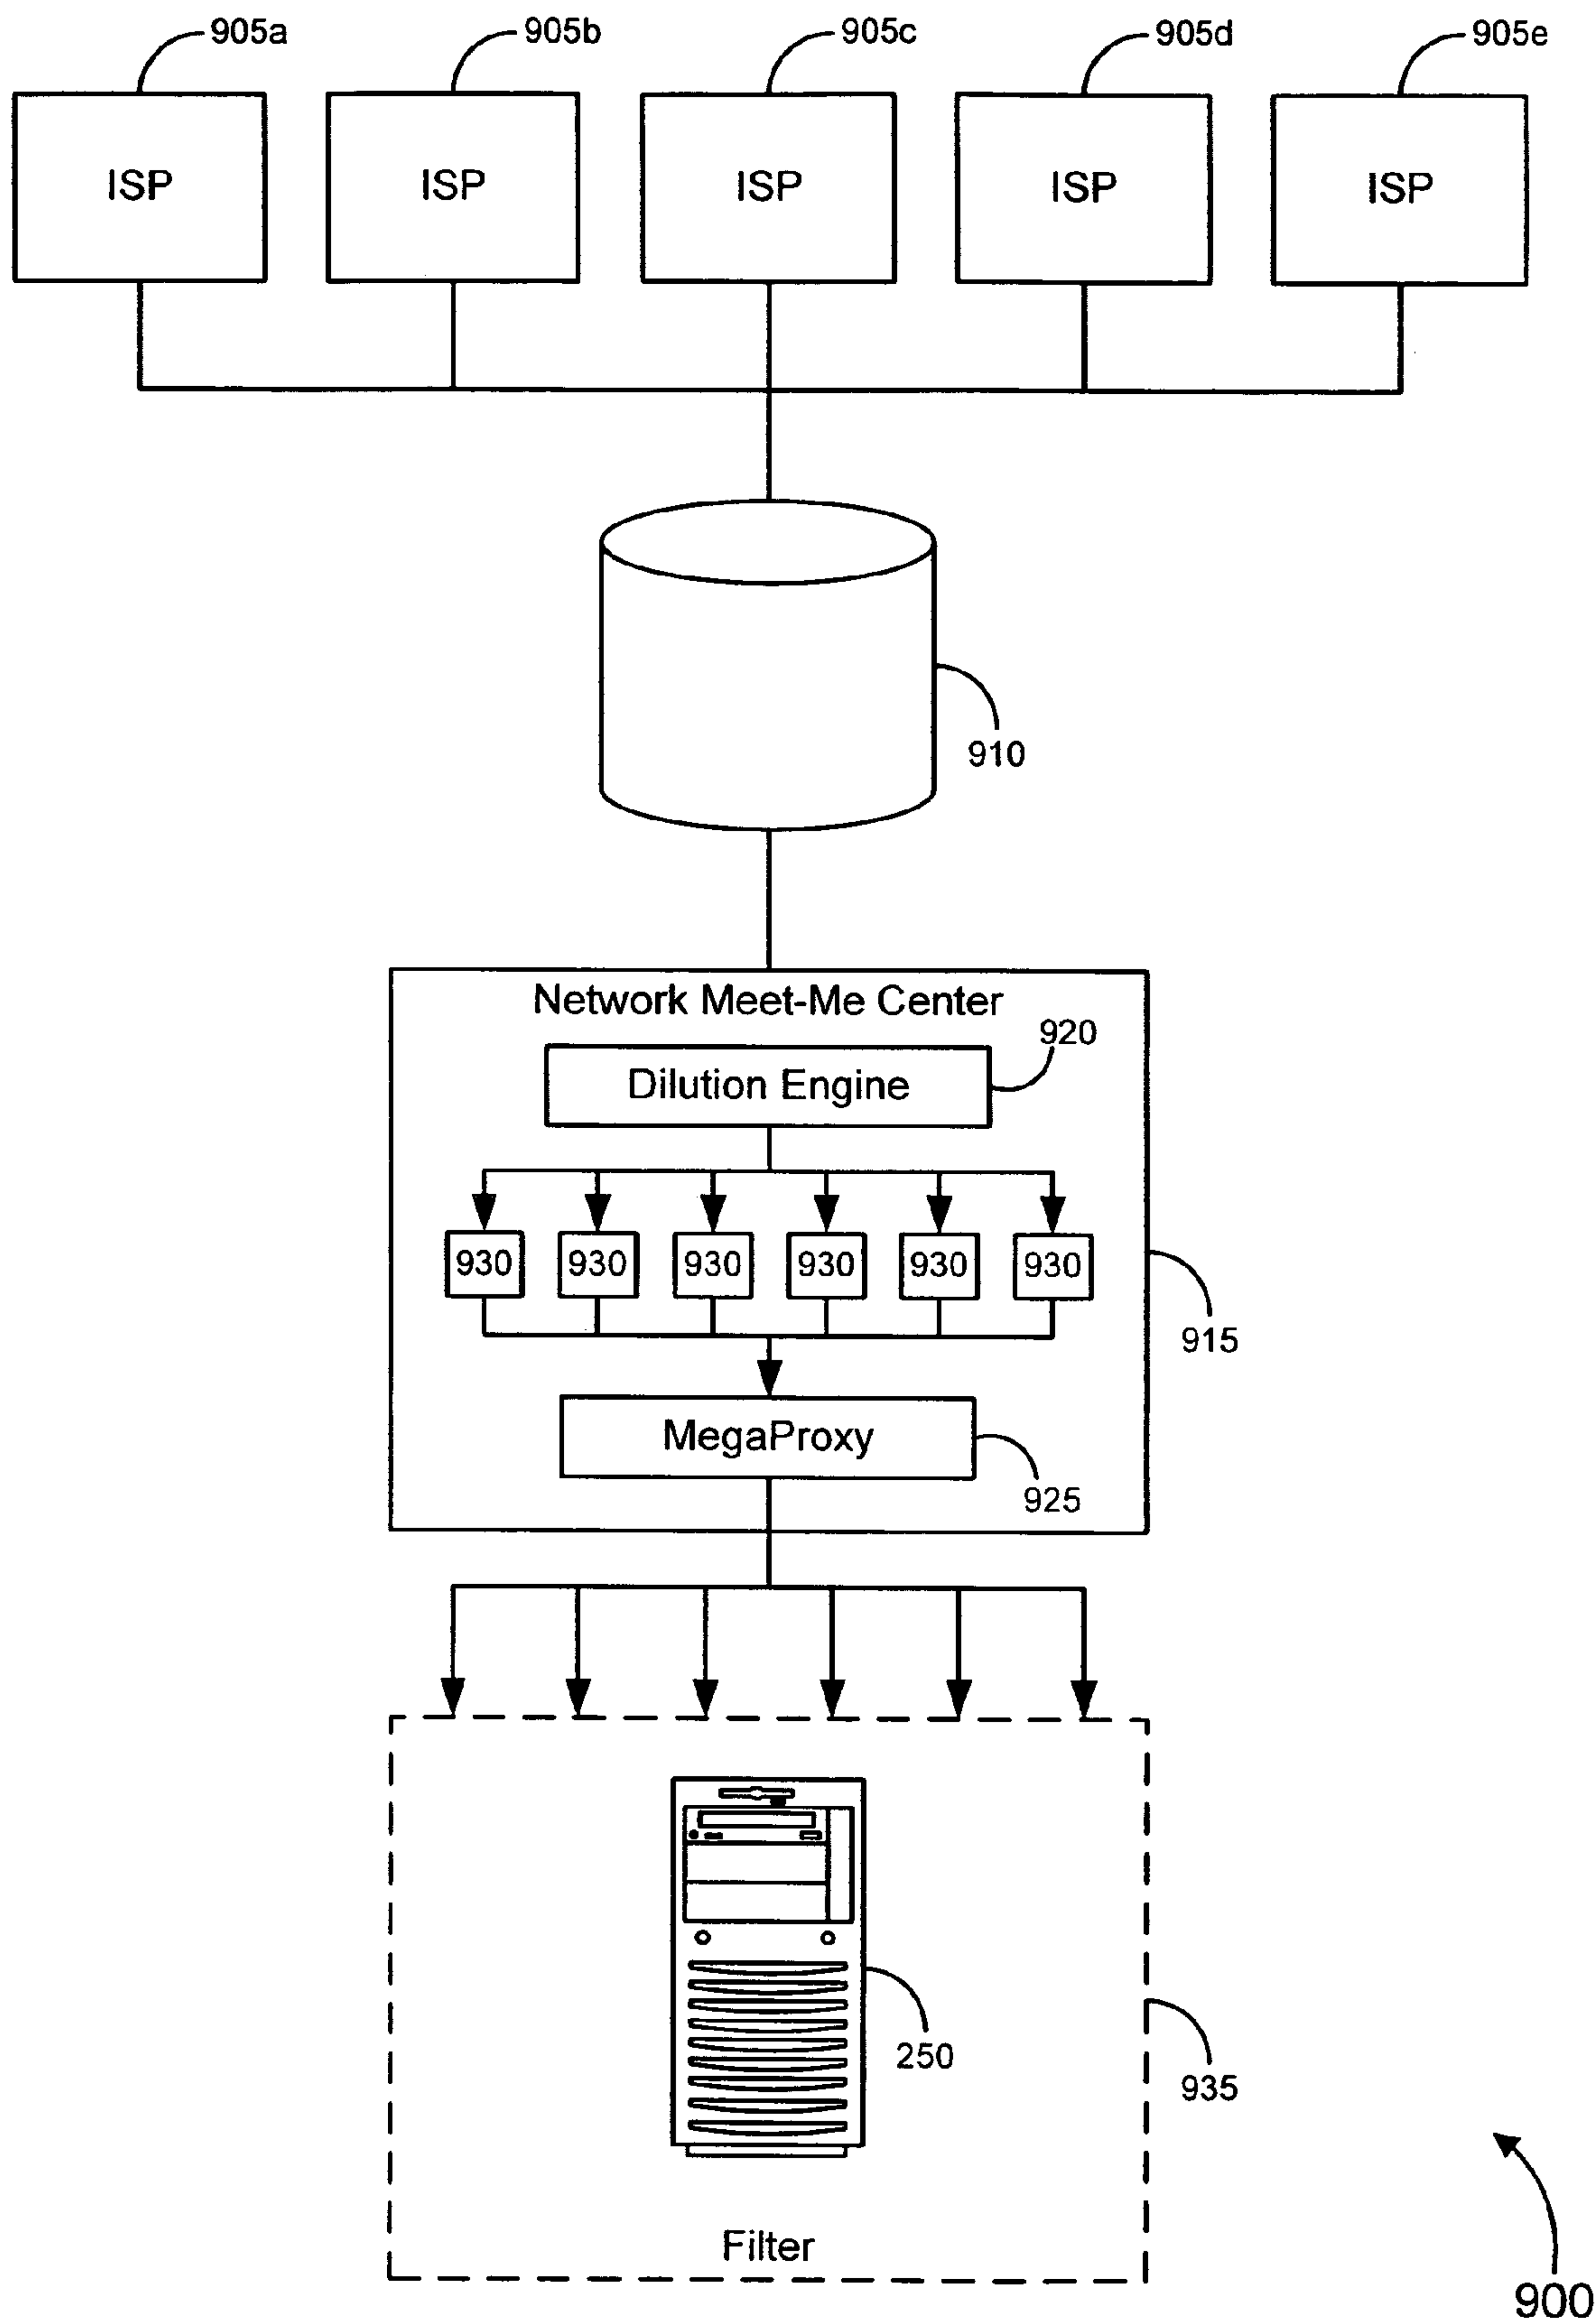 905a 905b 905c 905d 905e
ISP ISP ISP ISP ISP
910
Network Meet-Me Center
920
Dilution Engine
930 930 930 930 930 930
915
MegaProxy
925
250
935
Filter
900